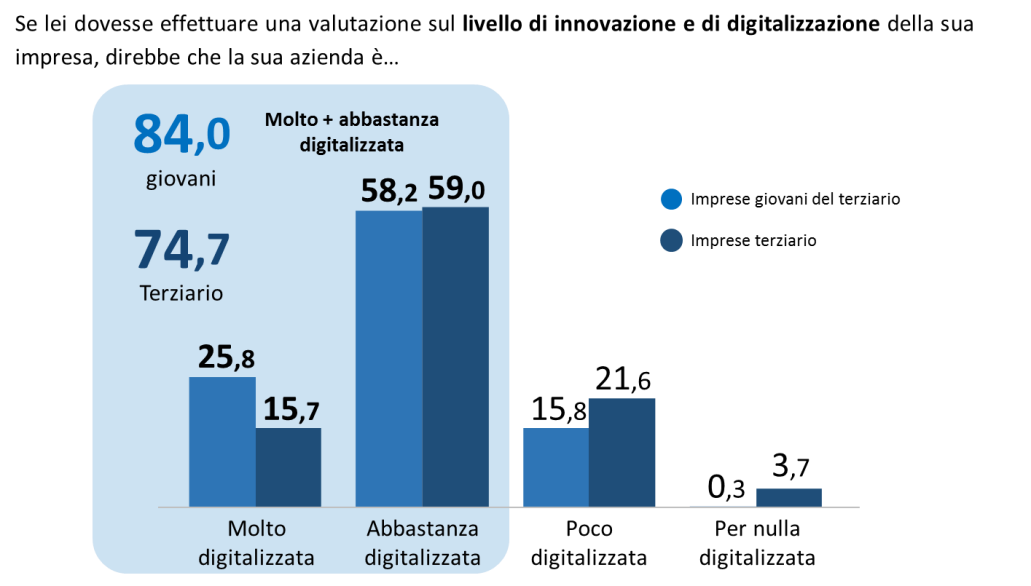 Se lei dovesse effettuare una valutazione sul livello di innovazione e di digitalizzazione della sua
impresa, direbbe che la sua azienda è...
84,0
giovani
Molto + abbastanza
digitalizzata
74,7
Terziario
58,2
59,0
25,8
15,7
15,8
21,6
0,3
3,7
Imprese giovani del terziario
Imprese terziario
Molto
digitalizzata
Abbastanza
digitalizzata
Poco
digitalizzata
Per nulla
digitalizzata